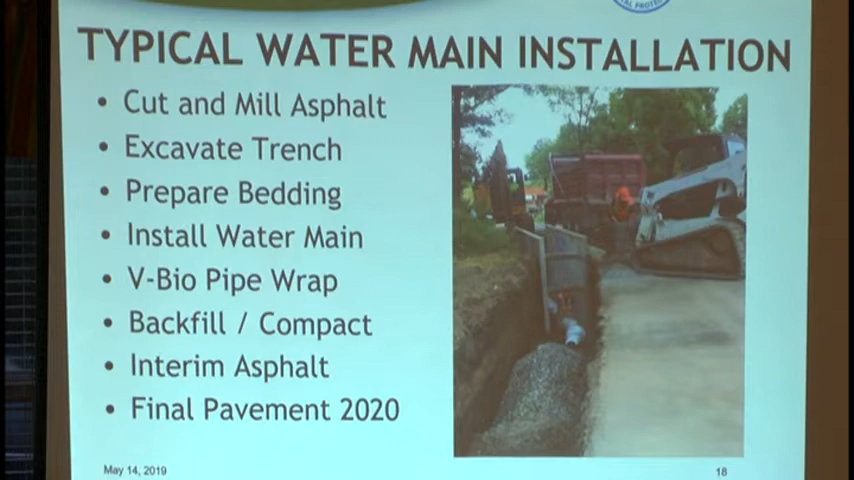 TYPICAL WATER MAIN INSTALLATION
• Cut and Mill Asphalt
• Excavate Trench
• Prepare Bedding
• Install Water Main
• V-Bio Pipe Wrap
• Backfill / Compact
• Interim Asphalt
• Final Pavement 2020
May 14, 2019
18